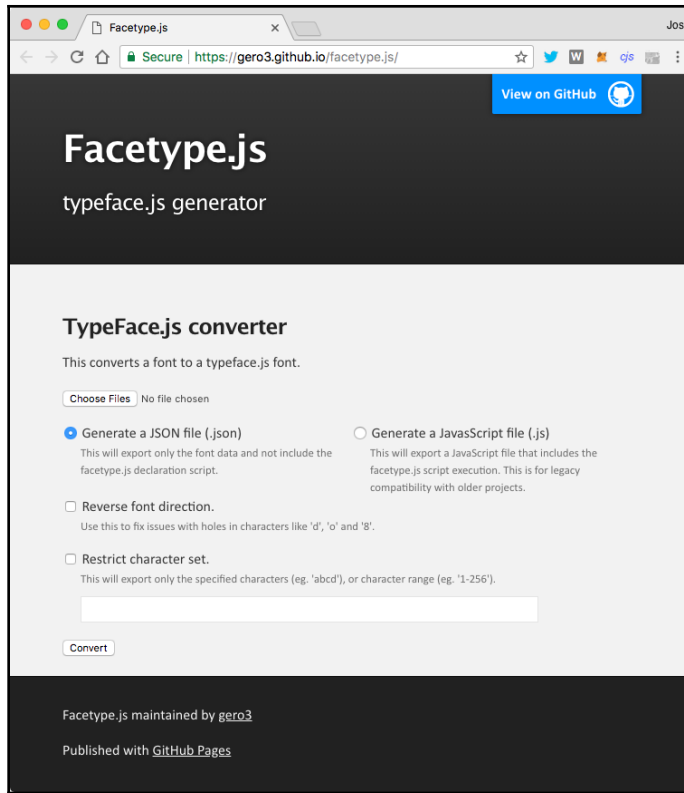 Facetype.js
Jos
Secure https://gero3.github.io/facetype.js/
W
cjs
View on GitHub
Facetype.js
typeface.js generator
TypeFace.js converter
This converts a font to a typeface.js font.
Choose Files No file chosen
Generate a JSON file (.json)
This will export only the font data and not include the
facetype.js declaration script.
Generate a JavasScript file (.js)
This will export a JavaScript file that includes the
facetype.js script execution. This is for legacy
compatibility with older projects.
Reverse font direction.
Use this to fix issues with holes in characters like 'd', 'o' and '8'.
Restrict character set.
This will export only the specified characters (eg. 'abcd'), or character range (eg. '1-256').
Convert
Facetype.js maintained by gero3
Published with GitHub Pages